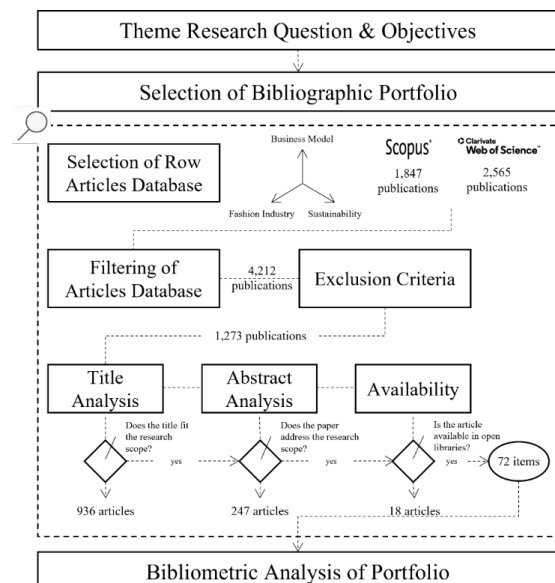 Theme Research Question & Objectives
Selection of Bibliographic Portfolio
Selection of Row
Articles Database
Business Model
Fashion Industry
Sustainability
Scopus
1,847
publications
Clarivate
Web of Science
2,565
publications
Filtering of
Articles Database
4,212
publications
Exclusion Criteria
1,273 publications
Title
Analysis
Abstract
Analysis
Availability
Does the title fit
the research
scope?
yes
Does the paper
address the research
scope?
yes
Is the article
available in open
libraries?
yes
72 items
936 articles
247 articles
18 articles
Bibliometric Analysis of Portfolio